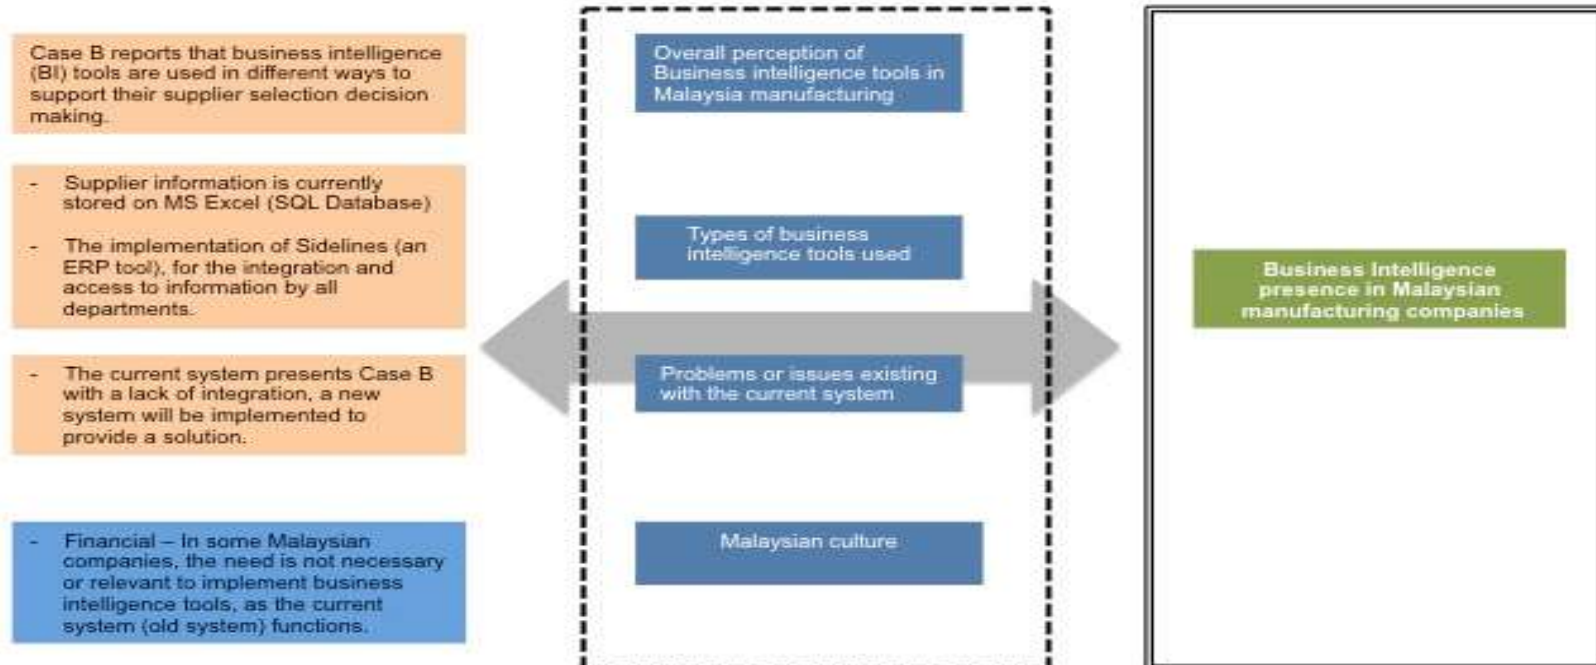 Case B reports that business intelligence
(BI) tools are used in different ways to
support their supplier selection decision
making.
- Supplier information is currently
stored on MS Excel (SQL Database)
- The implementation of Sidelines (an
ERP tool), for the integration and
access to information by all
departments.
- The current system presents Case B
with a lack of integration, a new
system will be implemented to
provide a solution.
- Financial – In some Malaysian
companies, the need is not necessary
or relevant to implement business
intelligence tools, as the current
system (old system) functions.
Overall perception of
Business intelligence tools in
Malaysia manufacturing
Types of business
intelligence tools used
Problems or issues existing
with the current system
Malaysian culture
Business Intelligence
presence in Malaysian
manufacturing companies